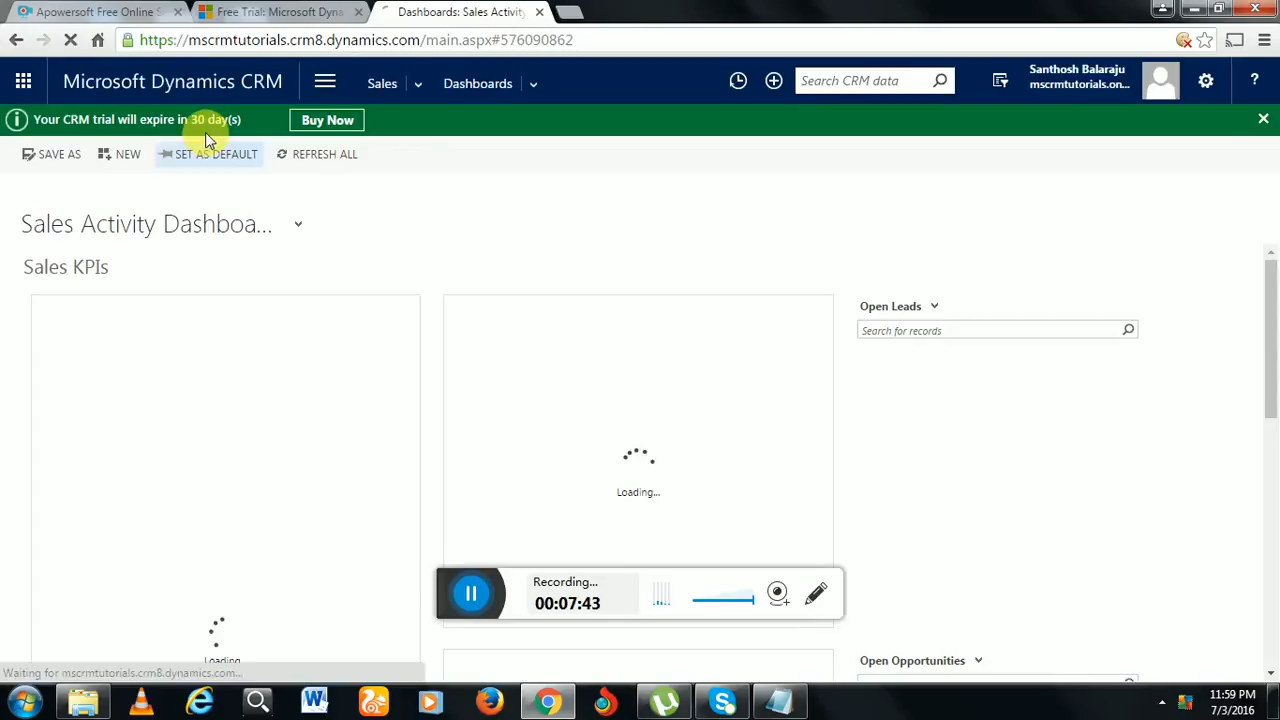 Apowersoft Free Online S
Free Trial: Microsoft Dyna
Dashboards: Sales Activit
https://mscrmtutorials.crm8.dynamics.com/main.aspx#576090862
Microsoft Dynamics CRM
Sales
Dashboards
Search CRM data
Santhosh Balaraju
mscrmtutorials.on...
?
Your CRM trial will expire in 30 day(s)
Buy Now
SAVE AS
NEW
SET AS DEFAULT
REFRESH ALL
Sales Activity Dashboa...
Sales KPIs
Open Leads
Search for records
Loading...
Recording...
00:07:43
Loading
Open Opportunities
Waiting for mscrmtutorials.crm8.dynamics.com...
11:59 PM
7/3/2016